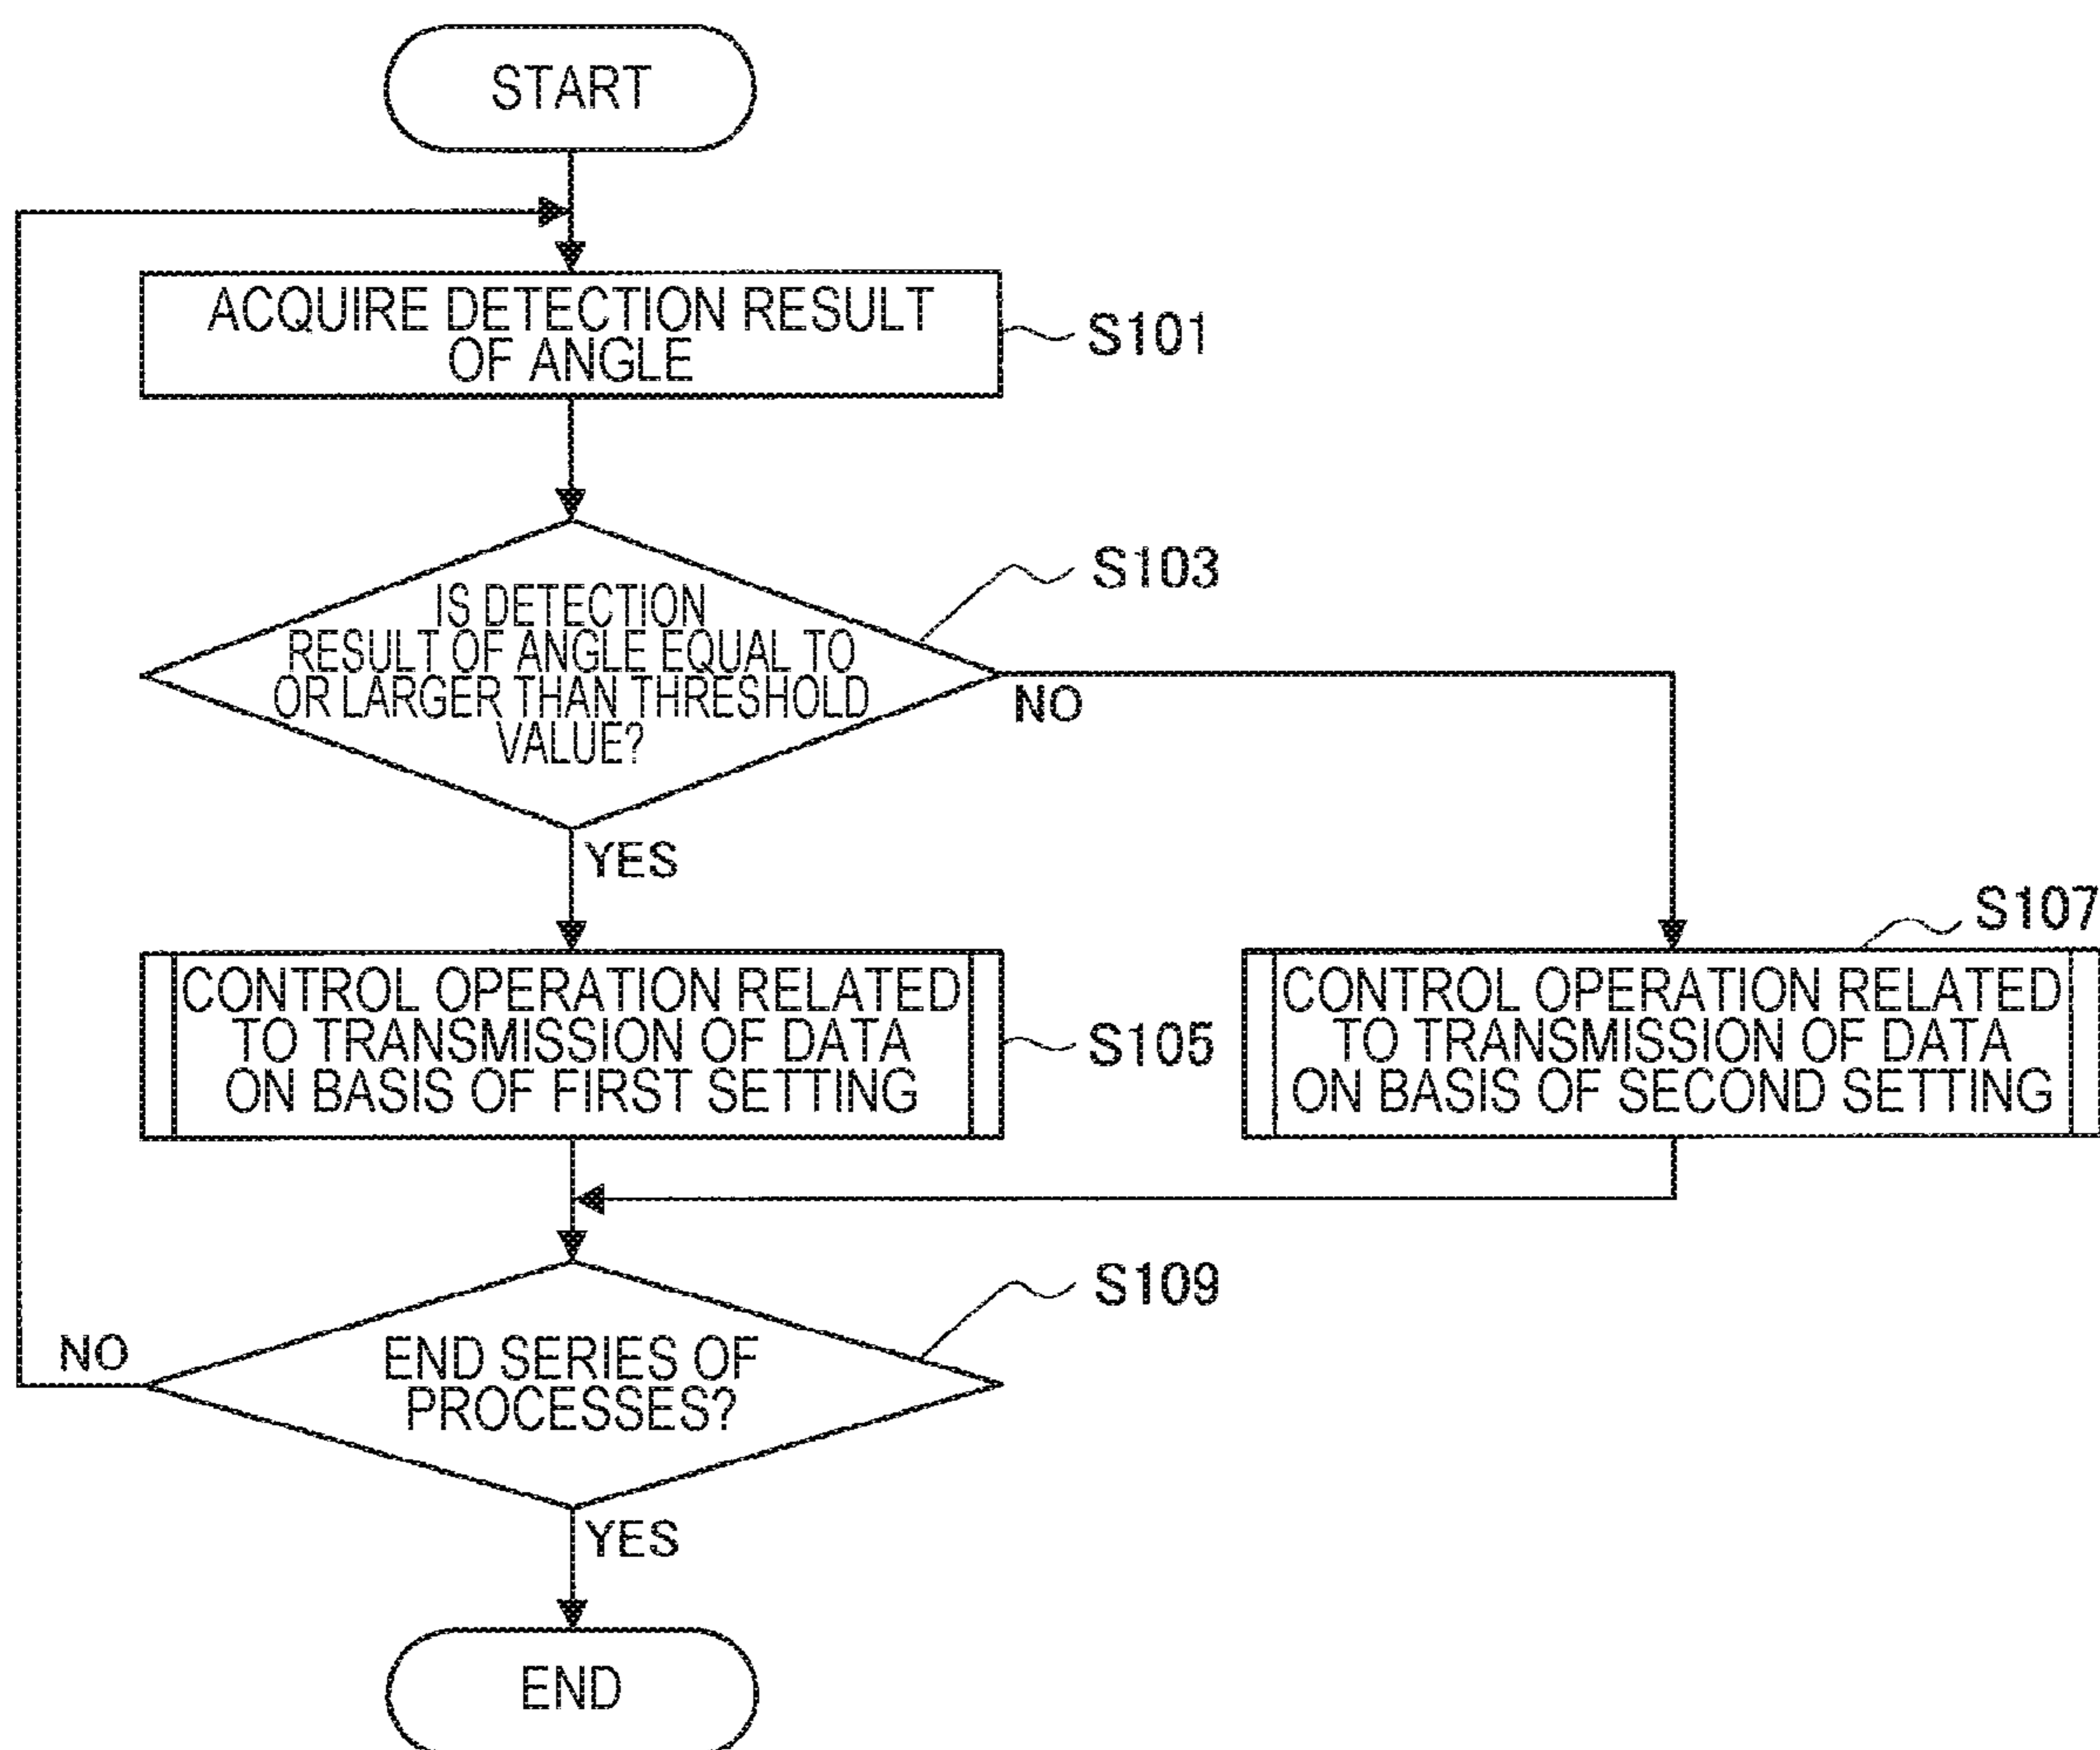 START
ACQUIRE DETECTION RESULT
OF ANGLE
S101
IS DETECTION
RESULT OF ANGLE EQUAL TO
OR LARGER THAN THRESHOLD
VALUE?
S103
NO
YES
CONTROL OPERATION RELATED
TO TRANSMISSION OF DATA
ON BASIS OF FIRST SETTING
S105
CONTROL OPERATION RELATED
TO TRANSMISSION OF DATA
ON BASIS OF SECOND SETTING
S107
END SERIES OF
PROCESSES?
S109
NO
YES
END